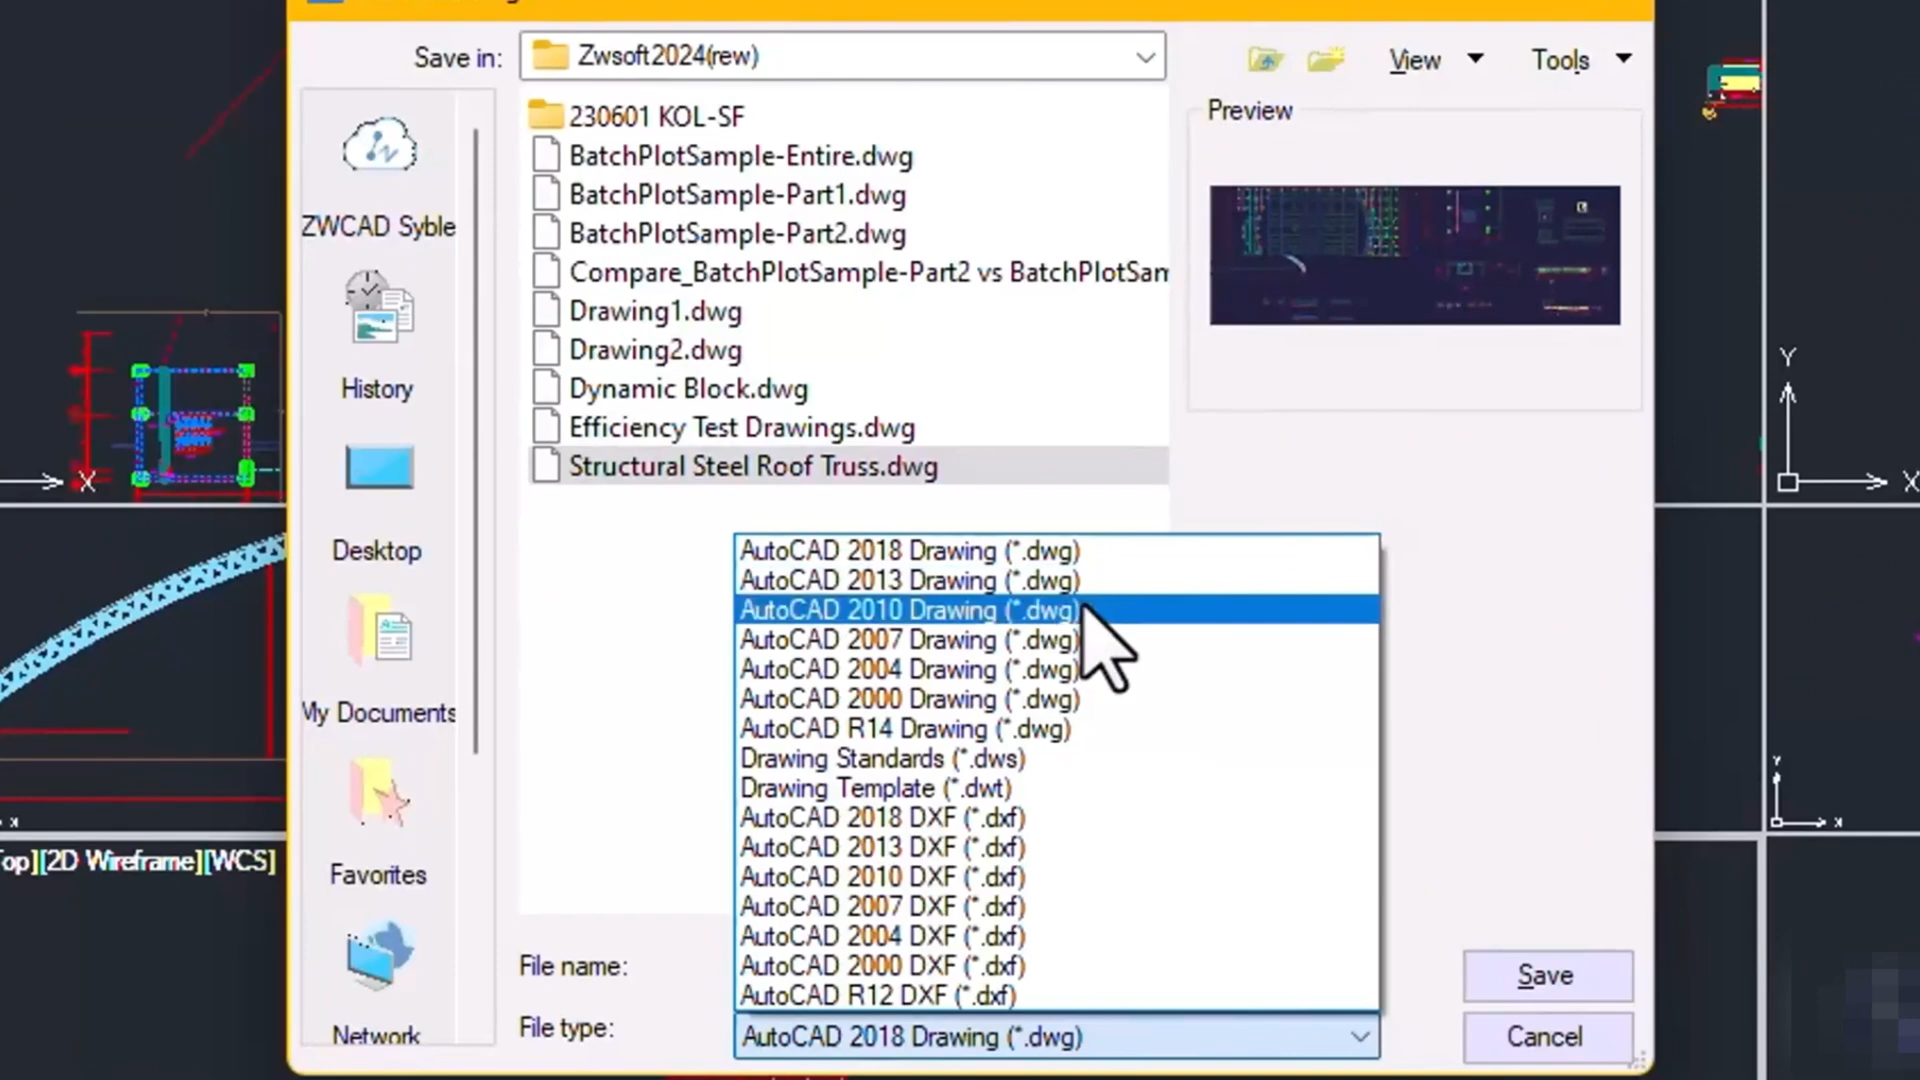 Save in:
Zwsoft2024(rew)
View
Tools
230601 KOL-SF
BatchPlotSample-Entire.dwg
BatchPlotSample-Part1.dwg
BatchPlotSample-Part2.dwg
Compare_BatchPlotSample-Part2 vs BatchPlotSam
Drawing1.dwg
Drawing2.dwg
Dynamic Block.dwg
Efficiency Test Drawings.dwg
Structural Steel Roof Truss.dwg
Preview
ZWCAD Syble
History
Desktop
My Documents
Favorites
Network
AutoCAD 2018 Drawing (*.dwg)
AutoCAD 2013 Drawing (*.dwg)
AutoCAD 2010 Drawing (*.dwg)
AutoCAD 2007 Drawing (*.dwg)
AutoCAD 2004 Drawing (*.dwg)
AutoCAD 2000 Drawing (*.dwg)
AutoCAD R14 Drawing (*.dwg)
Drawing Standards (*.dws)
Drawing Template (*.dwt)
AutoCAD 2018 DXF (*.dxf)
AutoCAD 2013 DXF (*.dxf)
AutoCAD 2010 DXF (*.dxf)
AutoCAD 2007 DXF (*.dxf)
AutoCAD 2004 DXF (*.dxf)
AutoCAD 2000 DXF (*.dxf)
AutoCAD R12 DXF (*.dxf)
File name:
File type:
AutoCAD 2018 Drawing (*.dwg)
Save
Cancel
X
op][2D Wireframe][WCS]
x
Y
X
Y
x